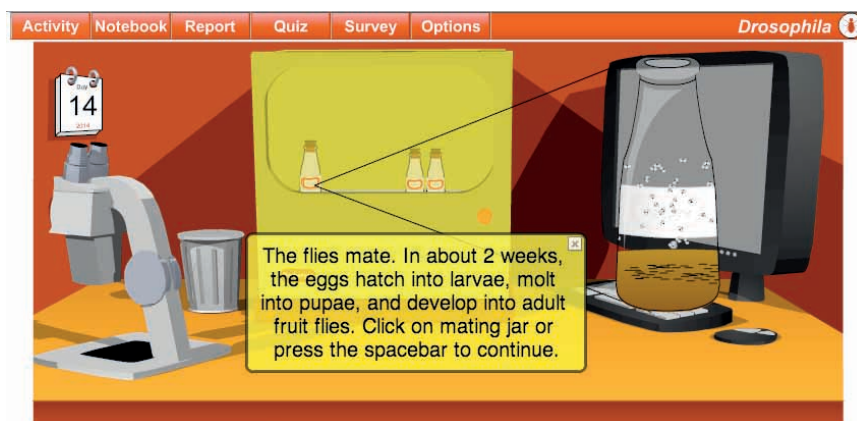 Activity Notebook Report Quiz Survey Options Drosophila
14
2014
The flies mate. In about 2 weeks,
the eggs hatch into larvae, molt
into pupae, and develop into adult
fruit flies. Click on mating jar or
press the spacebar to continue.